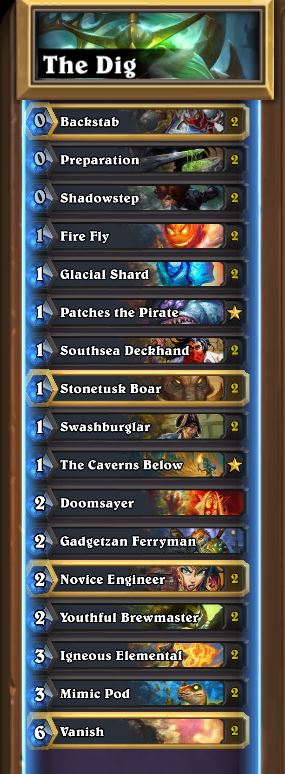 The Dig
0 Backstab 2
0 Preparation 2
0 Shadowstep 2
1 Fire Fly 2
1 Glacial Shard 2
1 Patches the Pirate
1 Southsea Deckhand 2
1 Stonetusk Boar 2
1 Swashburglar 2
1 The Caverns Below
2 Doomsayer
2 Gadgetzan Ferryman
2 Novice Engineer 2
2 Youthful Brewmaster 2
3 Igneous Elemental 2
3 Mimic Pod 2
6 Vanish 2